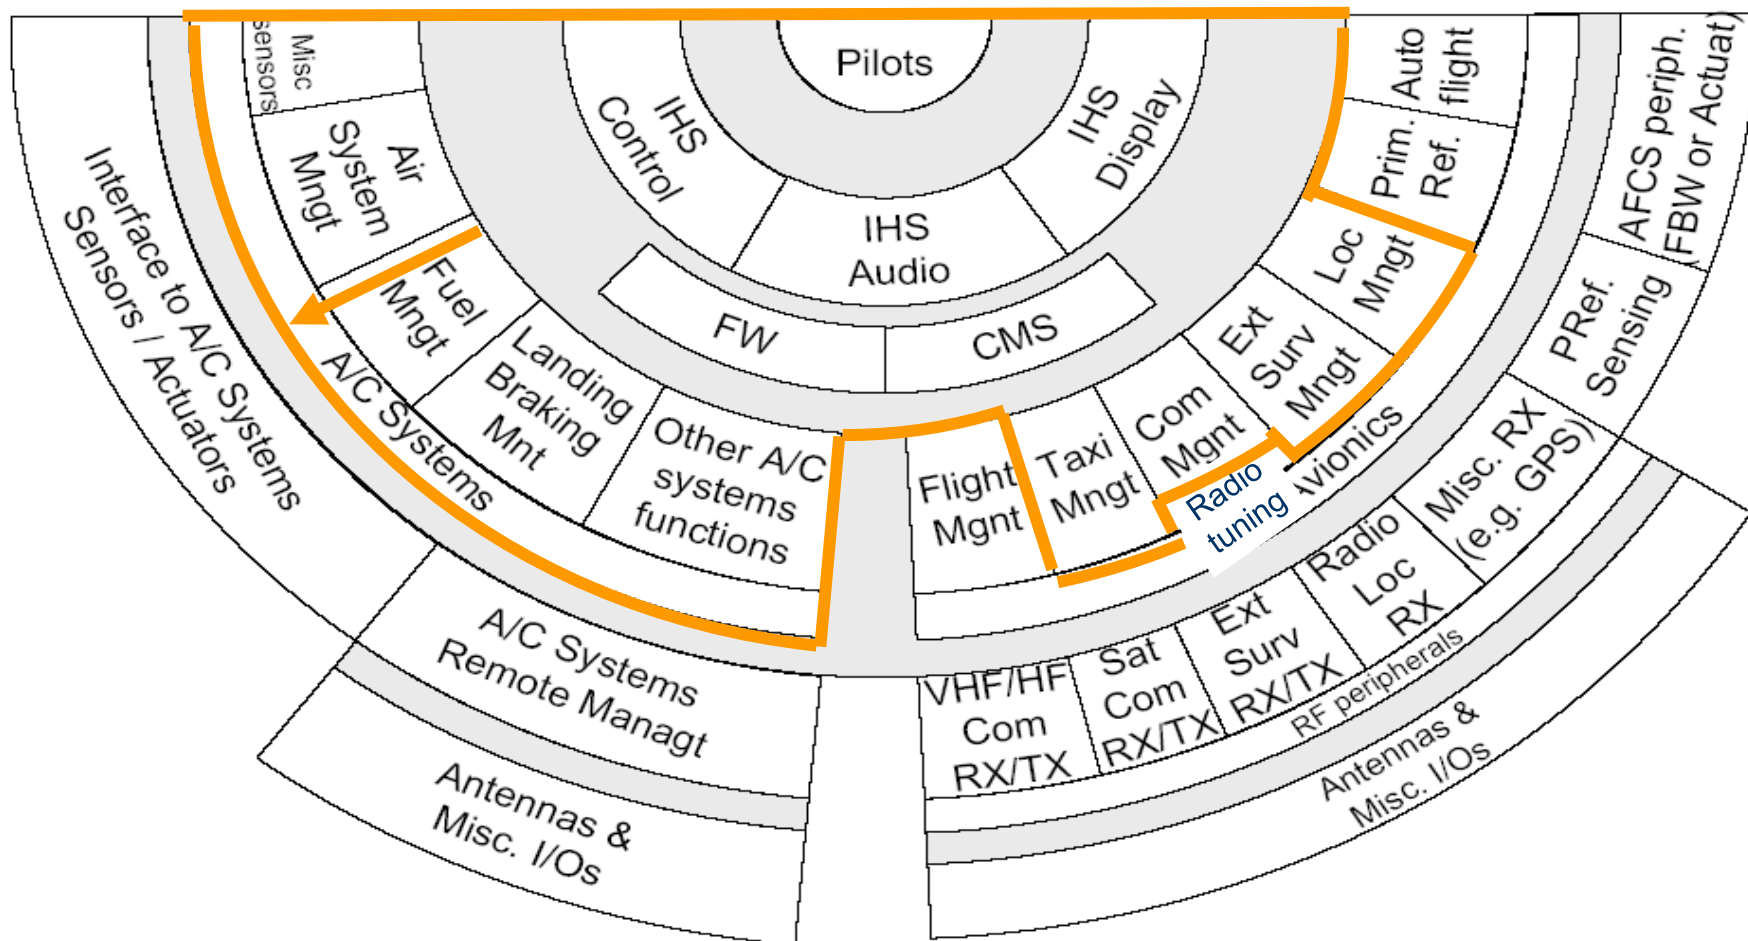 Pilots
IHS
Control
IHS
Display
IHS
Audio
FW
CMS
Misc
sensors
Air
System
Mngt
Fuel
Mngt
Landing
Braking
Mnt
Other A/C
systems
functions
A/C Systems
Flight
Mgnt
Taxi
Mngt
Com
Mgnt
Ext
Surv
Mngt
Loc
Mngt
Prim.
Ref.
Auto
flight
Radio
tuning
Avionics
Interface to A/C Systems
Sensors / Actuators
A/C Systems
Remote Managt
Antennas &
Misc. I/Os
VHF/HF
Com
RX/TX
Sat
Com
RX/TX
Ext
Surv
RX/TX
Radio
Loc
RX
Misc. RX
(e.g. GPS)
PRef.
Sensing
AFCS periph.
(FBW or Actuat)
RF peripherals
Antennas &
Misc. I/Os